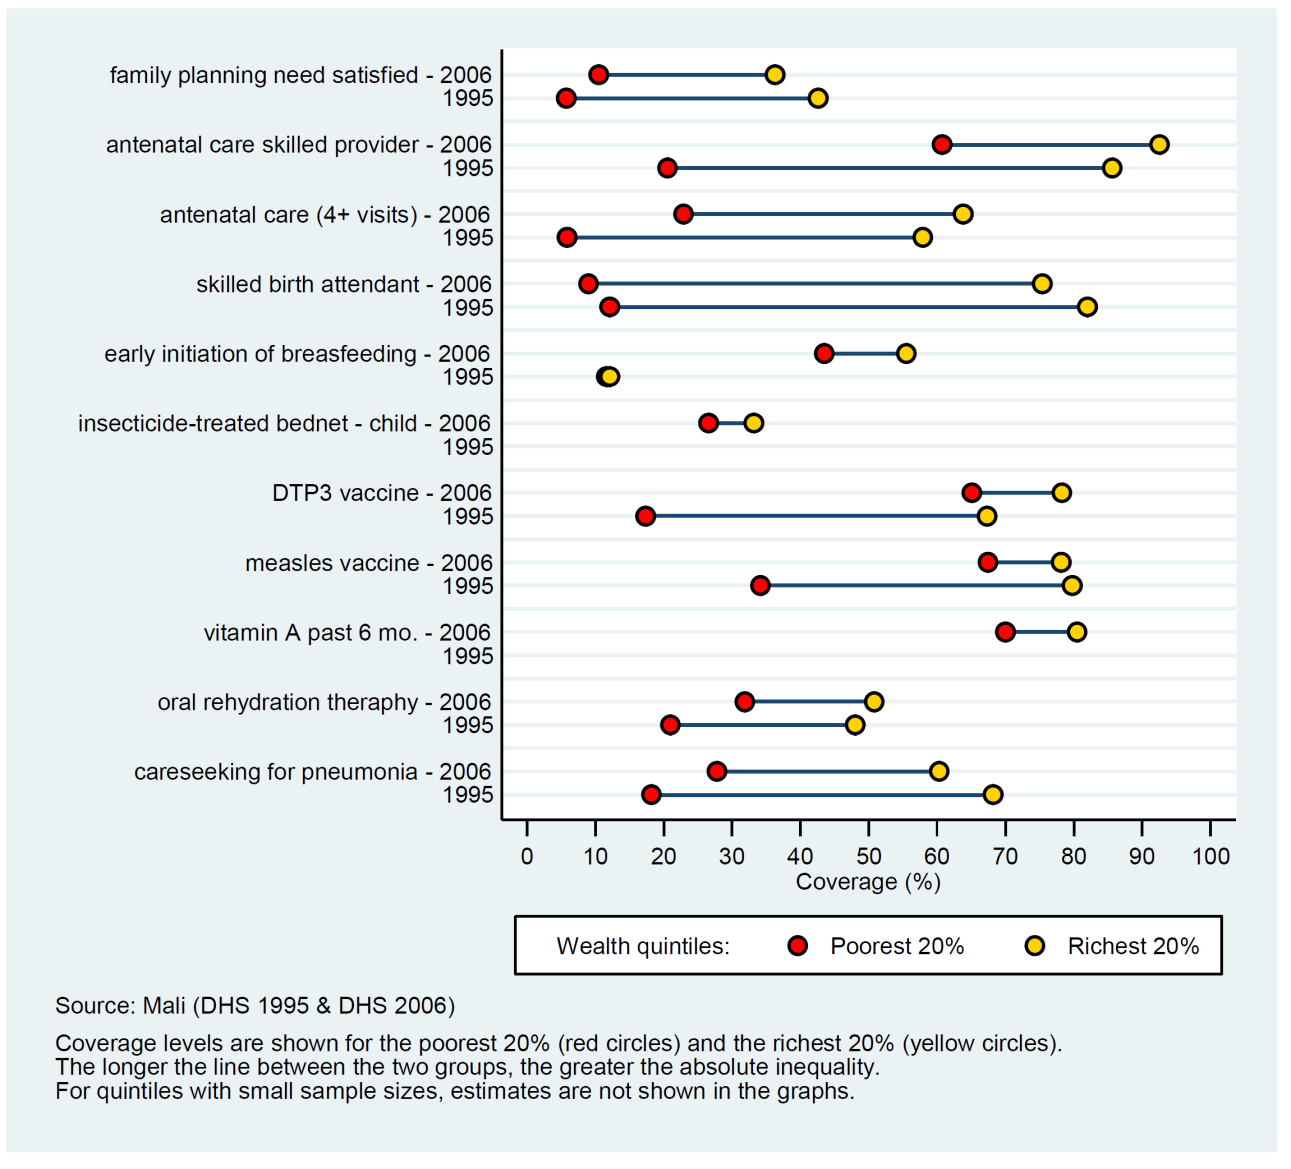 family planning need satisfied - 2006
1995
antenatal care skilled provider - 2006
1995
antenatal care (4+ visits) - 2006
1995
skilled birth attendant - 2006
1995
early initiation of breasfeeding - 2006
1995
insecticide-treated bednet - child - 2006
1995
DTP3 vaccine - 2006
1995
measles vaccine - 2006
1995
vitamin A past 6 mo. - 2006
1995
oral rehydration theraphy - 2006
1995
careseeking for pneumonia - 2006
1995
0 10 20 30 40 50 60 70 80 90 100
Coverage (%)
Wealth quintiles: Poorest 20% Richest 20%
Source: Mali (DHS 1995 & DHS 2006)
Coverage levels are shown for the poorest 20% (red circles) and the richest 20% (yellow circles).
The longer the line between the two groups, the greater the absolute inequality.
For quintiles with small sample sizes, estimates are not shown in the graphs.